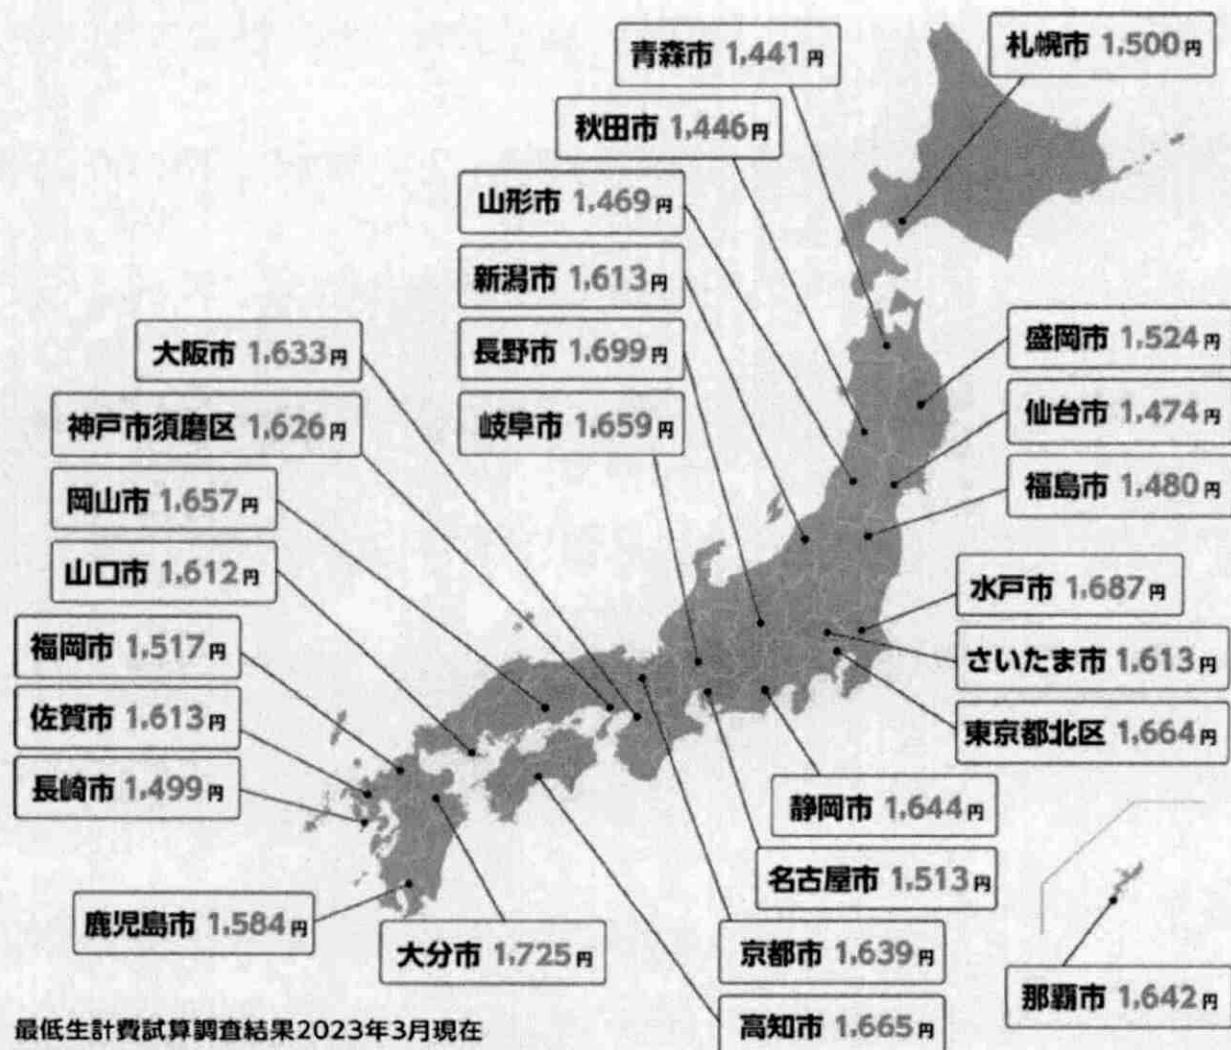 青森市 1,441円
札幌市 1,500円
秋田市 1,446円
山形市 1,469円
新潟市 1,613円
長野市 1,699円
岐阜市 1,659円
大阪市 1,633円
神戸市須磨区 1,626円
岡山市 1,657円
山口市 1,612円
福岡市 1,517円
佐賀市 1,613円
長崎市 1,499円
鹿児島市 1,584円
大分市 1,725円
盛岡市 1,524円
仙台市 1,474円
福島市 1,480円
水戸市 1,687円
さいたま市 1,613円
東京都北区 1,664円
静岡市 1,644円
名古屋市 1,513円
京都市 1,639円
高知市 1,665円
那覇市 1,642円
最低生計費試算調査結果2023年3月現在